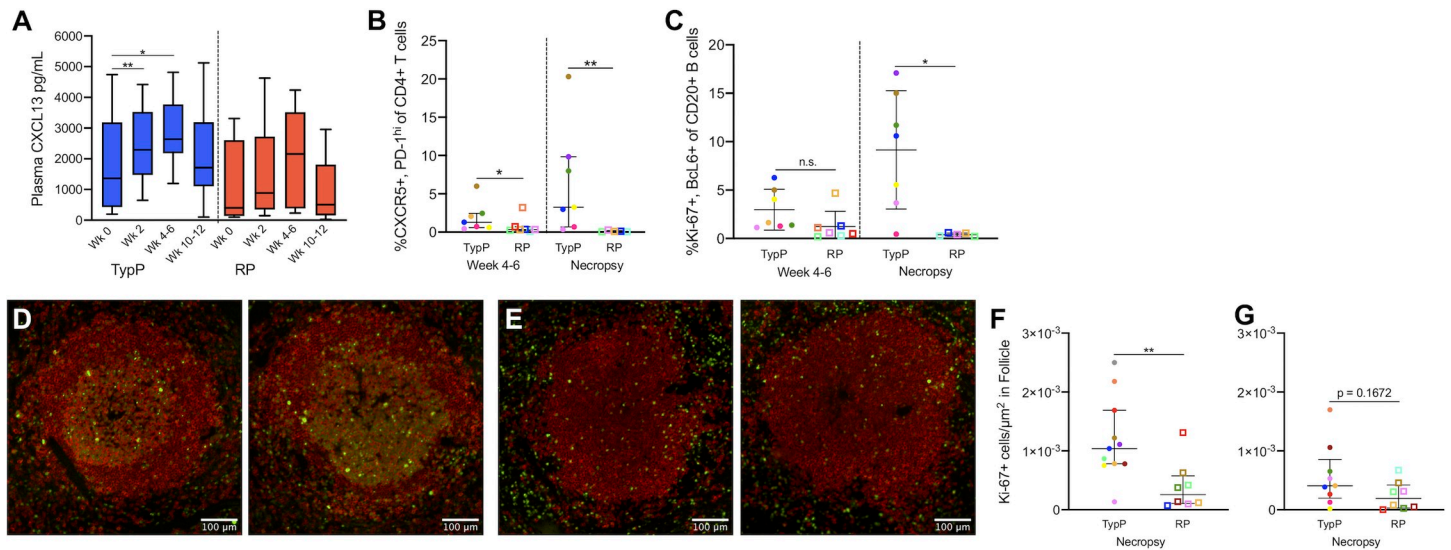 A
Plasma CXCL13 pg/mL
6000
5000
4000
3000
2000
1000
0
*
**
Wk 0
Wk 2
Wk 4-6
Wk 10-12
Wk 0
Wk 2
Wk 4-6
Wk 10-12
TypP
RP
B
%CXCR5+, PD-1hi of CD4+ T cells
25
20
15
10
5
0
*
**
TypP
RP
TypP
RP
Week 4-6
Necropsy
C
%Ki-67+, BcL6+ of CD20+ B cells
20
15
10
5
0
n.s.
*
TypP
RP
TypP
RP
Week 4-6
Necropsy
D
100 µm
100 µm
E
100 µm
100 µm
F
Ki-67+ cells/µm² in Follicle
3×10-3
2×10-3
1×10-3
0
**
TypP
RP
Necropsy
G
3×10-3
2×10-3
1×10-3
0
p = 0.1672
TypP
RP
Necropsy